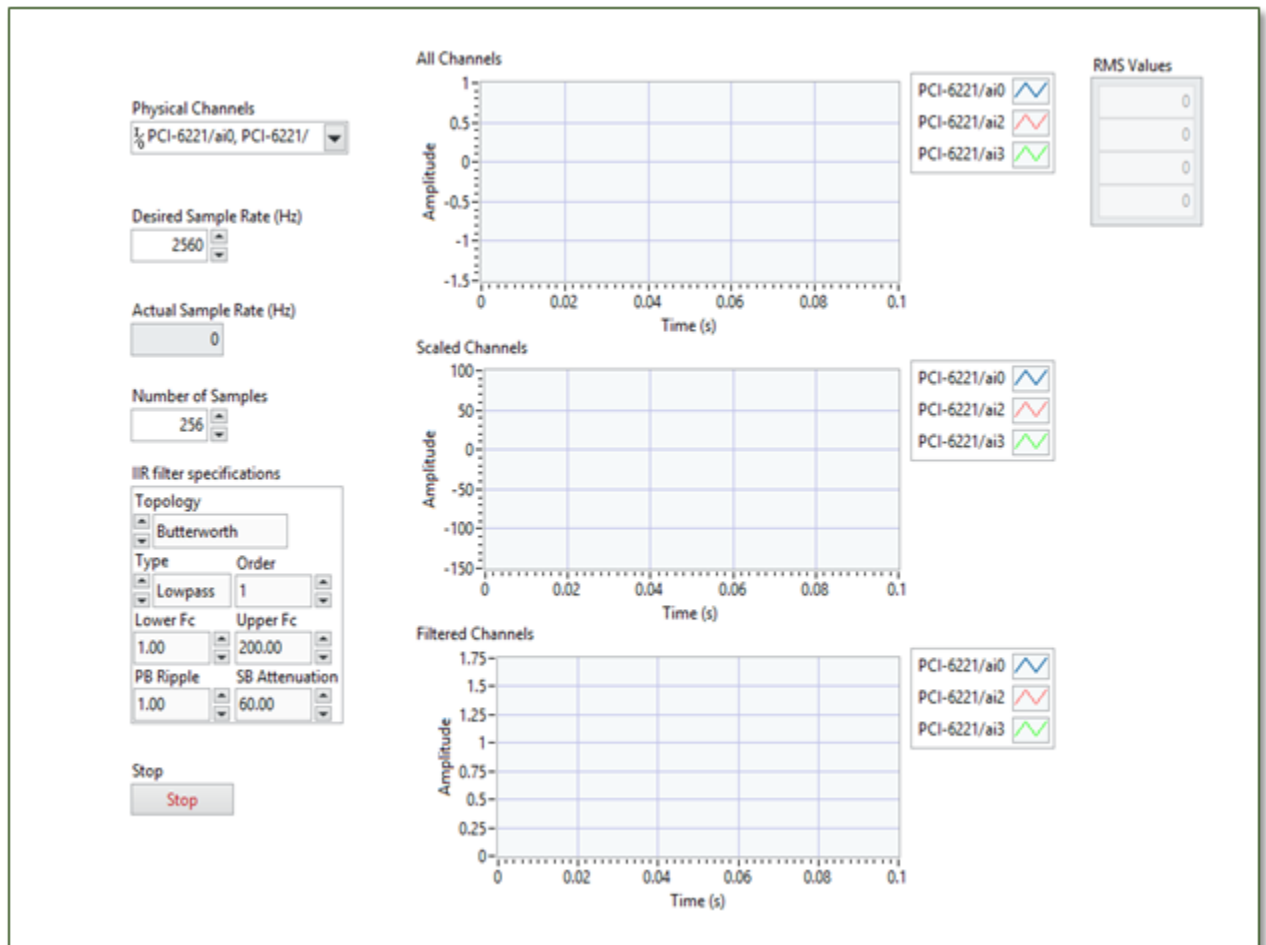 Physical Channels
PCI-6221/ai0, PCI-6221/
Desired Sample Rate (Hz)
2560
Actual Sample Rate (Hz)
0
Number of Samples
256
IIR filter specifications
Topology
Butterworth
Type Order
Lowpass 1
Lower Fc Upper Fc
1.00 200.00
PB Ripple SB Attenuation
1.00 60.00
Stop
Stop
All Channels
Amplitude
1
0.5
0
-0.5
-1
-1.5
0 0.02 0.04 0.06 0.08 0.1
Time (s)
PCI-6221/ai0
PCI-6221/ai2
PCI-6221/ai3
Scaled Channels
Amplitude
100
50
0
-50
-100
-150
0 0.02 0.04 0.06 0.08 0.1
Time (s)
PCI-6221/ai0
PCI-6221/ai2
PCI-6221/ai3
Filtered Channels
Amplitude
1.75
1.5
1.25
1
0.75
0.5
0.25
0
0 0.02 0.04 0.06 0.08 0.1
Time (s)
PCI-6221/ai0
PCI-6221/ai2
PCI-6221/ai3
RMS Values
0
0
0
0